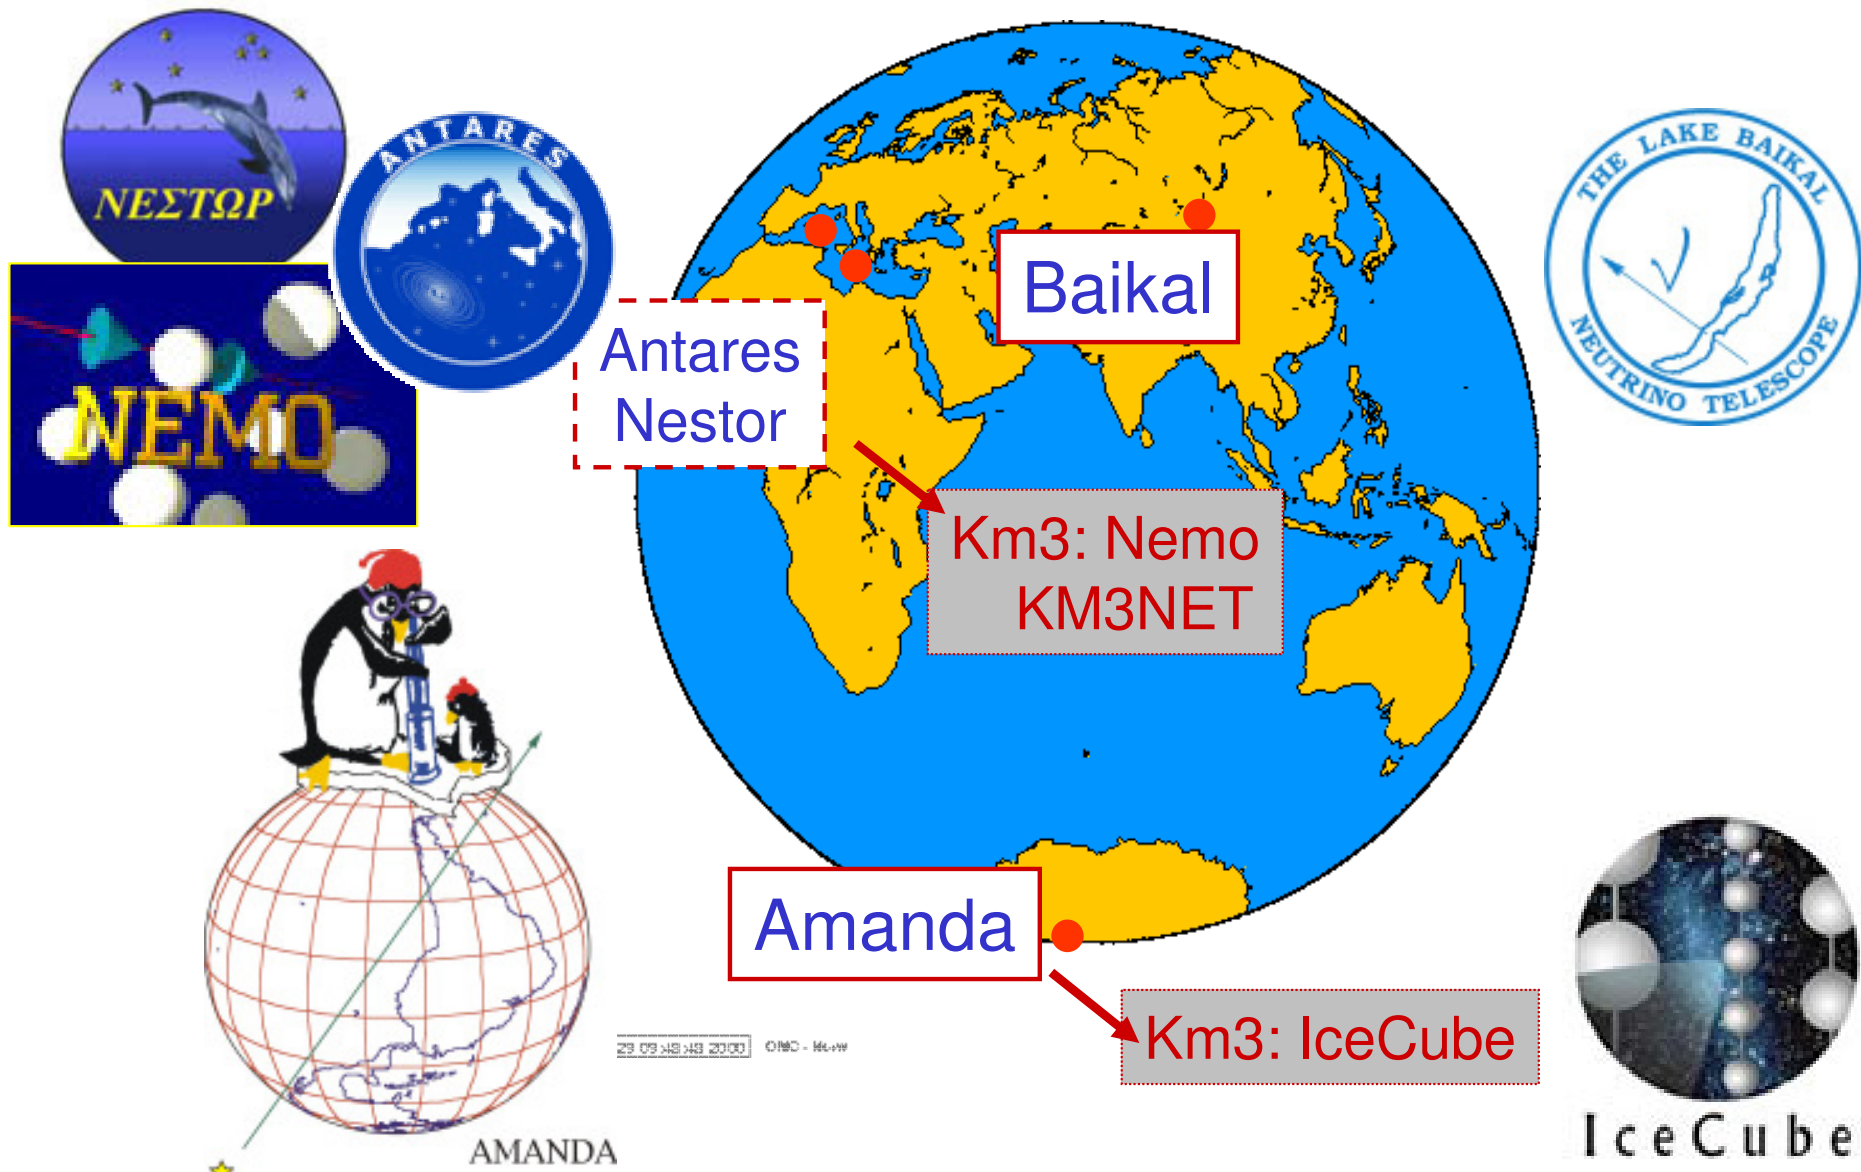 ΝΕΣΤΩΡ
ANTARES
NEMO
THE LAKE BAIKAL
NEUTRINO TELESCOPE
ν
Baikal
Antares
Nestor
Km3: Nemo
KM3NET
Amanda
Km3: IceCube
AMANDA
IceCube